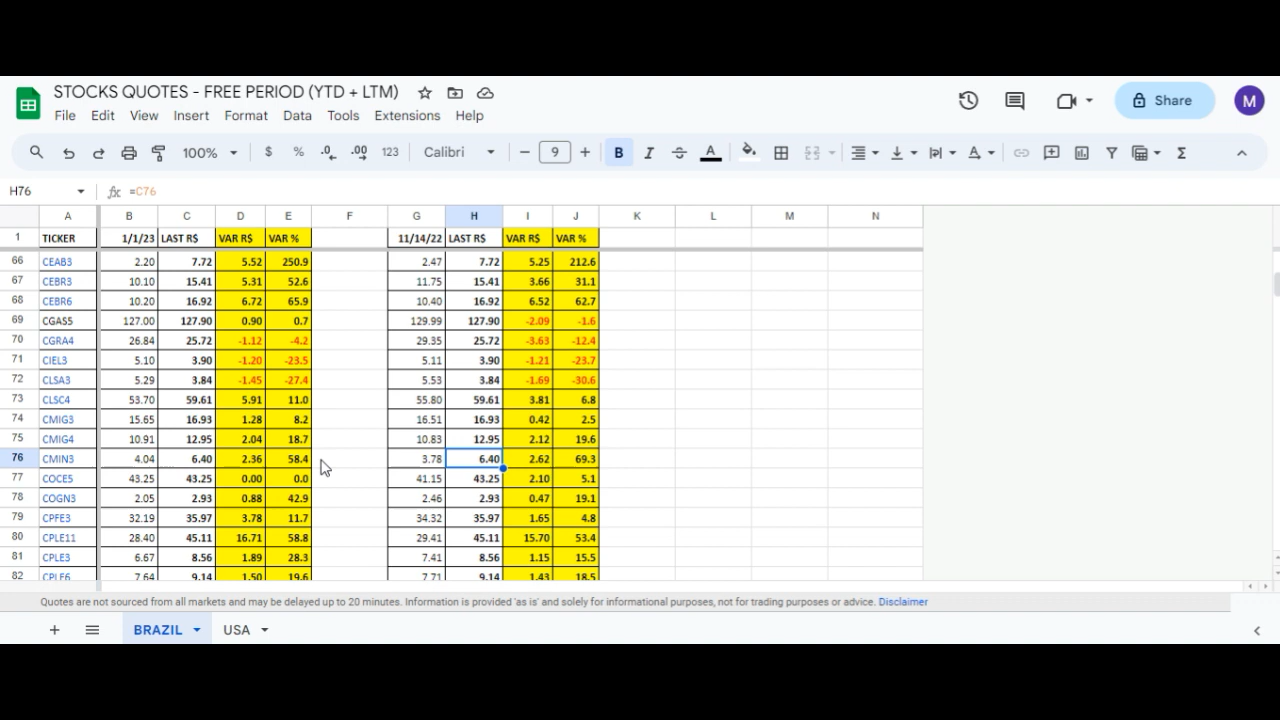 STOCKS QUOTES - FREE PERIOD (YTD + LTM)
File Edit View Insert Format Data Tools Extensions Help
Share M
100% $ % .0 .00 123 Calibri 9 B I A
H76 fx =C76
A B C D E F G H I J K L M N
1 TICKER 1/1/23 LAST R$ VAR R$ VAR % 11/14/22 LAST R$ VAR R$ VAR %
66 CEAB3 2.20 7.72 5.52 250.9 2.47 7.72 5.25 212.6
67 CEBR3 10.10 15.41 5.31 52.6 11.75 15.41 3.66 31.1
68 CEBR6 10.20 16.92 6.72 65.9 10.40 16.92 6.52 62.7
69 CGAS5 127.00 127.90 0.90 0.7 129.99 127.90 -2.09 -1.6
70 CGRA4 26.84 25.72 -1.12 -4.2 29.35 25.72 -3.63 -12.4
71 CIEL3 5.10 3.90 -1.20 -23.5 5.11 3.90 -1.21 -23.7
72 CLSA3 5.29 3.84 -1.45 -27.4 5.53 3.84 -1.69 -30.6
73 CLSC4 53.70 59.61 5.91 11.0 55.80 59.61 3.81 6.8
74 CMIG3 15.65 16.93 1.28 8.2 16.51 16.93 0.42 2.5
75 CMIG4 10.91 12.95 2.04 18.7 10.83 12.95 2.12 19.6
76 CMIN3 4.04 6.40 2.36 58.4 3.78 6.40 2.62 69.3
77 COCE5 43.25 43.25 0.00 0.0 41.15 43.25 2.10 5.1
78 COGN3 2.05 2.93 0.88 42.9 2.46 2.93 0.47 19.1
79 CPFE3 32.19 35.97 3.78 11.7 34.32 35.97 1.65 4.8
80 CPLE11 28.40 45.11 16.71 58.8 29.41 45.11 15.70 53.4
81 CPLE3 6.67 8.56 1.89 28.3 7.41 8.56 1.15 15.5
82 CPLE6 7.64 9.14 1.50 19.6 7.71 9.14 1.43 18.5
Quotes are not sourced from all markets and may be delayed up to 20 minutes. Information is provided 'as is' and solely for informational purposes, not for trading purposes or advice. Disclaimer
BRAZIL USA